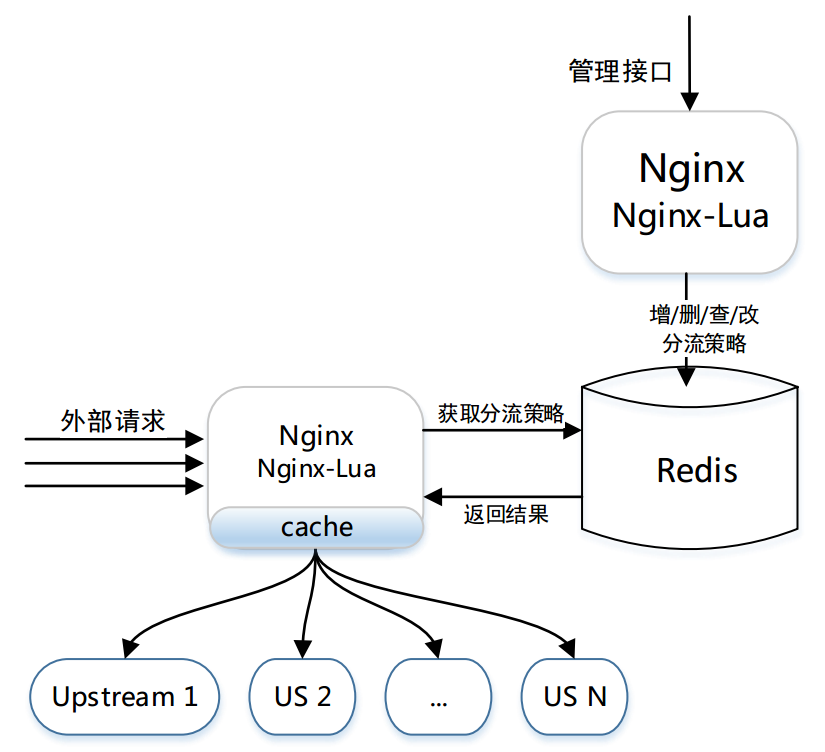 管理接口
Nginx
Nginx-Lua
增/删/查/改
分流策略
外部请求
Nginx
Nginx-Lua
cache
获取分流策略
返回结果
Redis
Upstream 1
US 2
...
US N